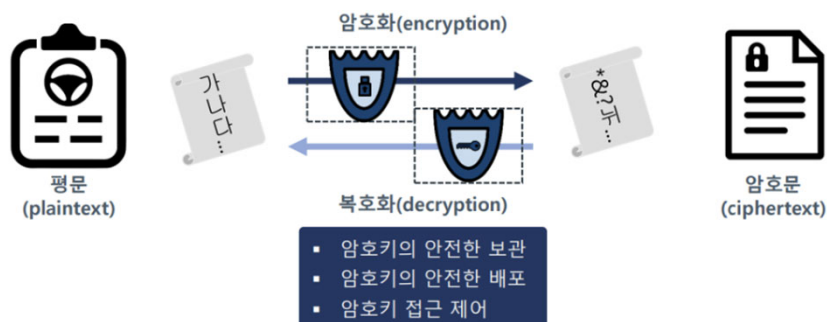 암호화(encryption)
가나다...
*&?ㅠ...
평문
(plaintext)
암호문
(ciphertext)
복호화(decryption)
▪ 암호키의 안전한 보관
▪ 암호키의 안전한 배포
▪ 암호키 접근 제어